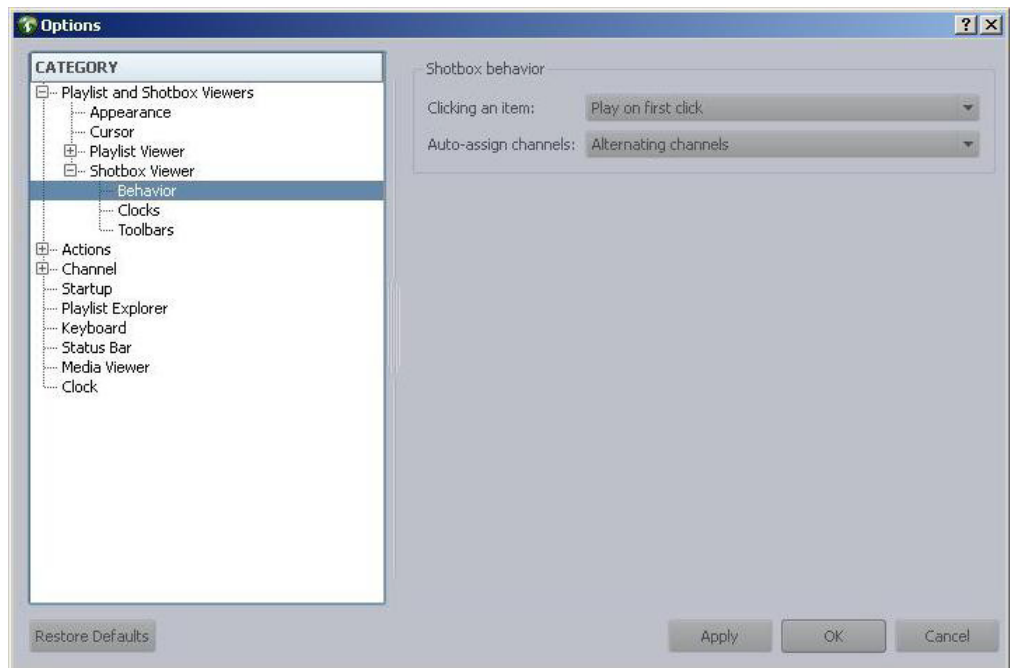 Options
CATEGORY
Playlist and Shotbox Viewers
Appearance
Cursor
Playlist Viewer
Shotbox Viewer
Behavior
Clocks
Toolbars
Actions
Channel
Startup
Playlist Explorer
Keyboard
Status Bar
Media Viewer
Clock
Shotbox behavior
Clicking an item: Play on first click
Auto-assign channels: Alternating channels
Restore Defaults
Apply
OK
Cancel